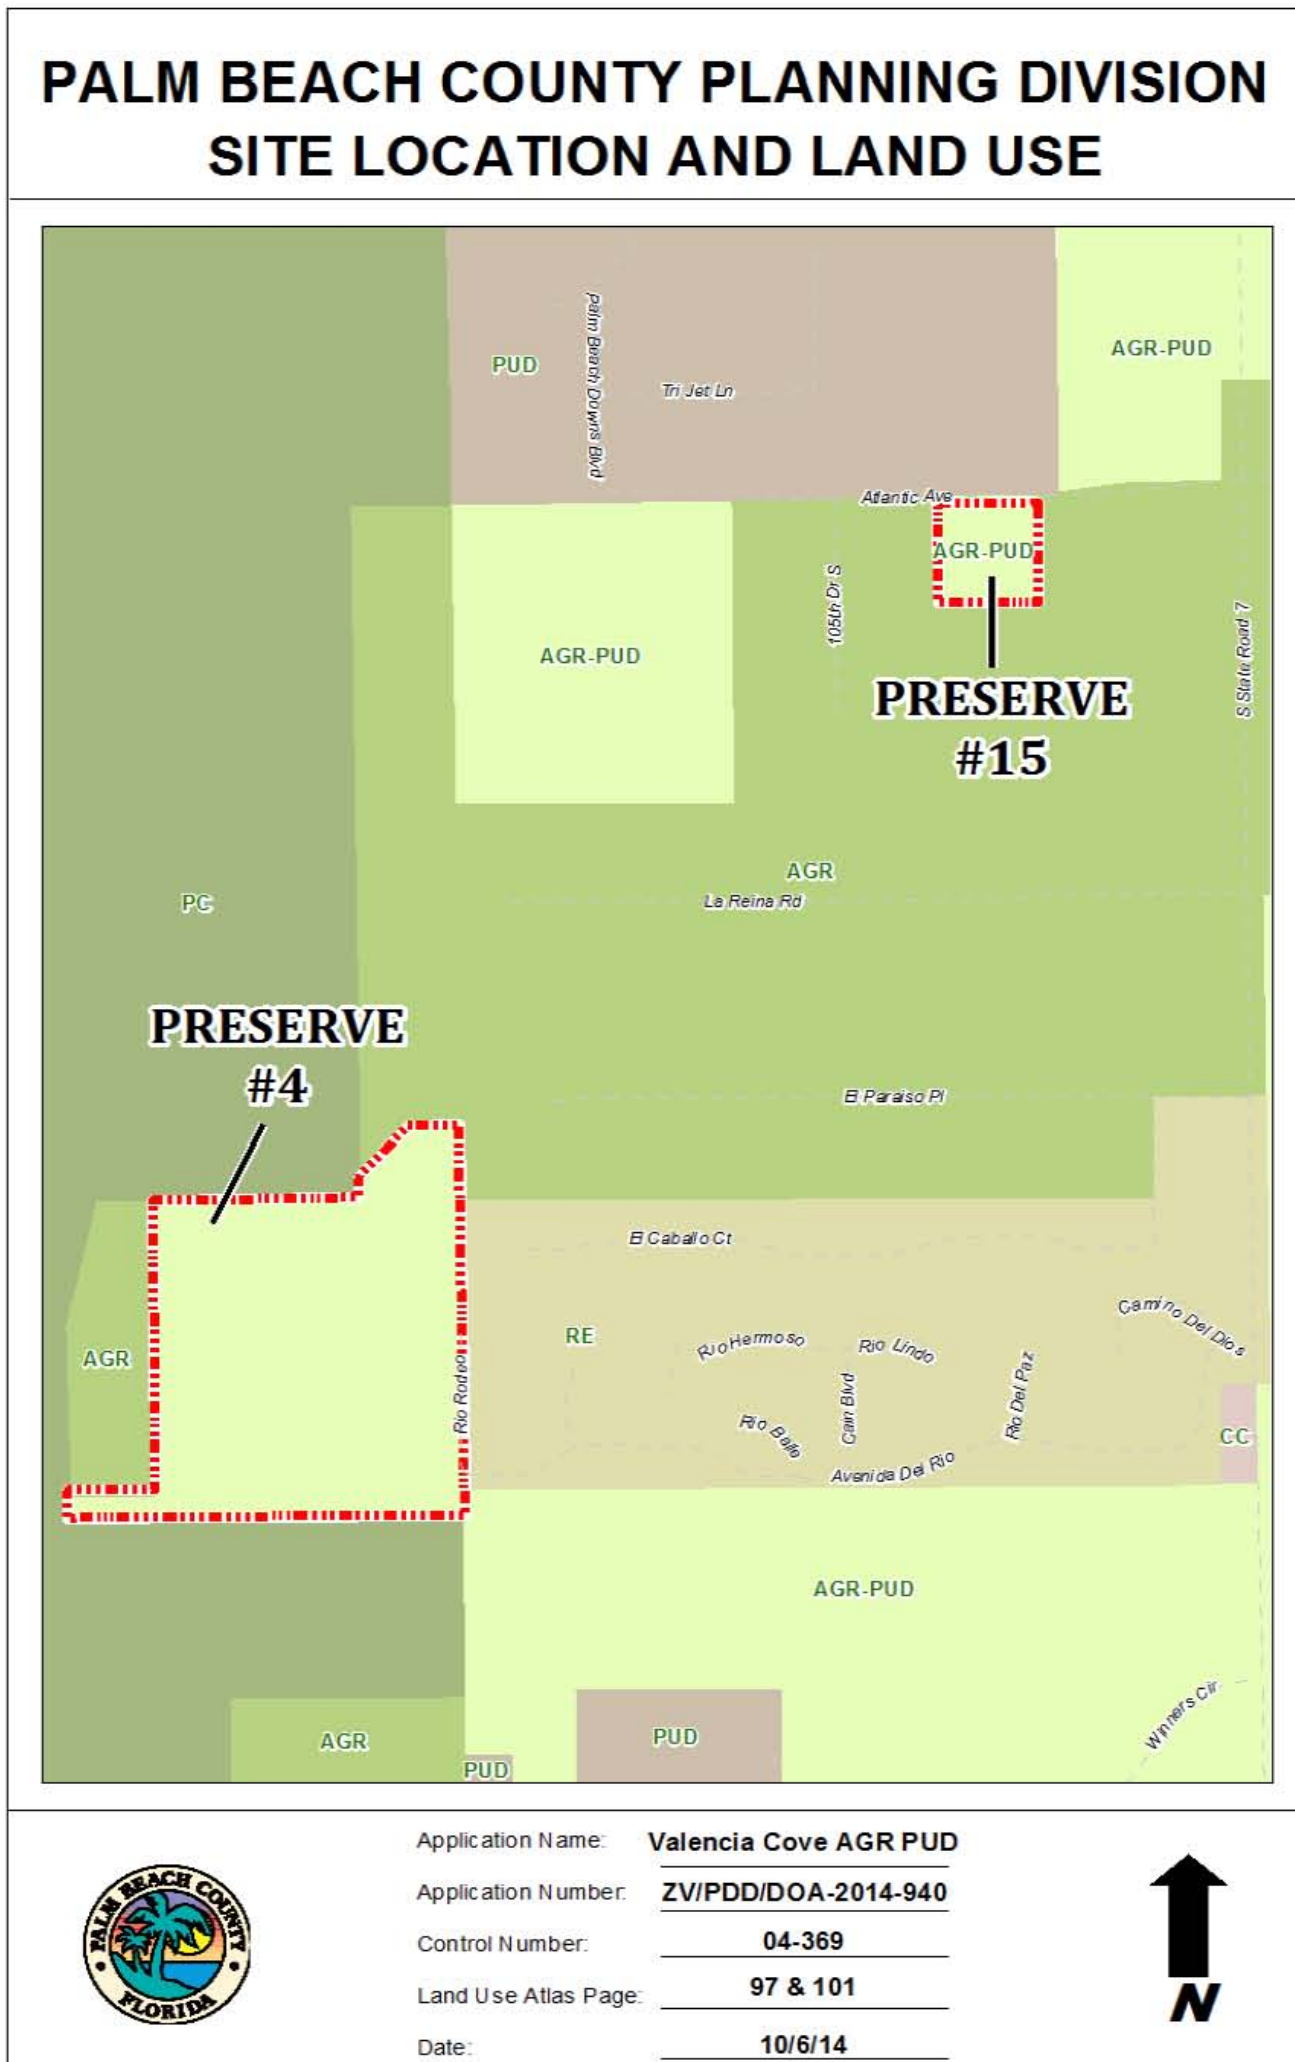 PALM BEACH COUNTY PLANNING DIVISION
SITE LOCATION AND LAND USE
PUD
Palm Beach Downs Blvd
Tri Jet Ln
AGR-PUD
Atlantic Ave
AGR-PUD
105th Dr S
S State Road 7
AGR-PUD
PRESERVE
#15
AGR
PC
La Reina Rd
PRESERVE
#4
El Paraiso Pl
El Caballo Ct
Camino Del Dios
RE
Rio Hermoso
Rio Lindo
AGR
Rio Rodeo
Cain Blvd
Rio Del Paz
Rio Baile
CC
Avenida Del Rio
AGR-PUD
Winners Cir
AGR
PUD
PUD
Application Name: Valencia Cove AGR PUD
Application Number: ZV/PDD/DOA-2014-940
Control Number: 04-369
Land Use Atlas Page: 97 & 101
Date: 10/6/14
PALM BEACH COUNTY
FLORIDA
N